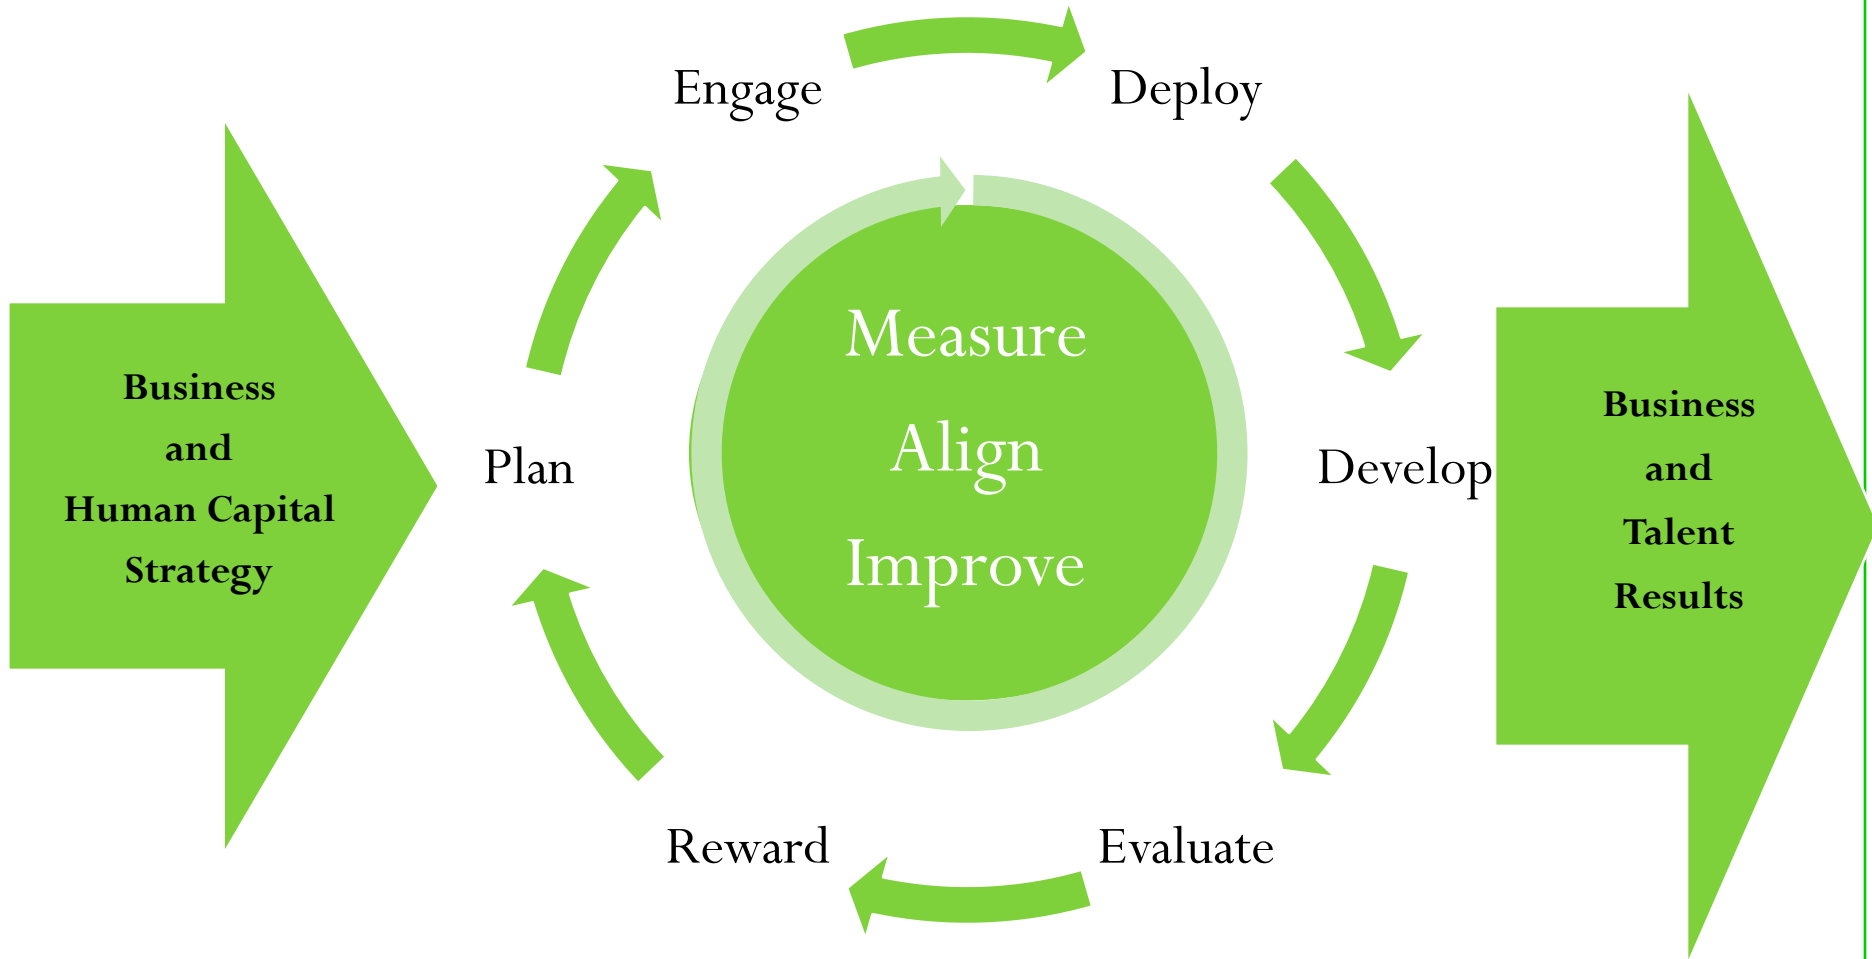 Engage
Deploy
Business
and
Human Capital
Strategy
Plan
Measure
Align
Improve
Develop
Business
and
Talent
Results
Reward
Evaluate